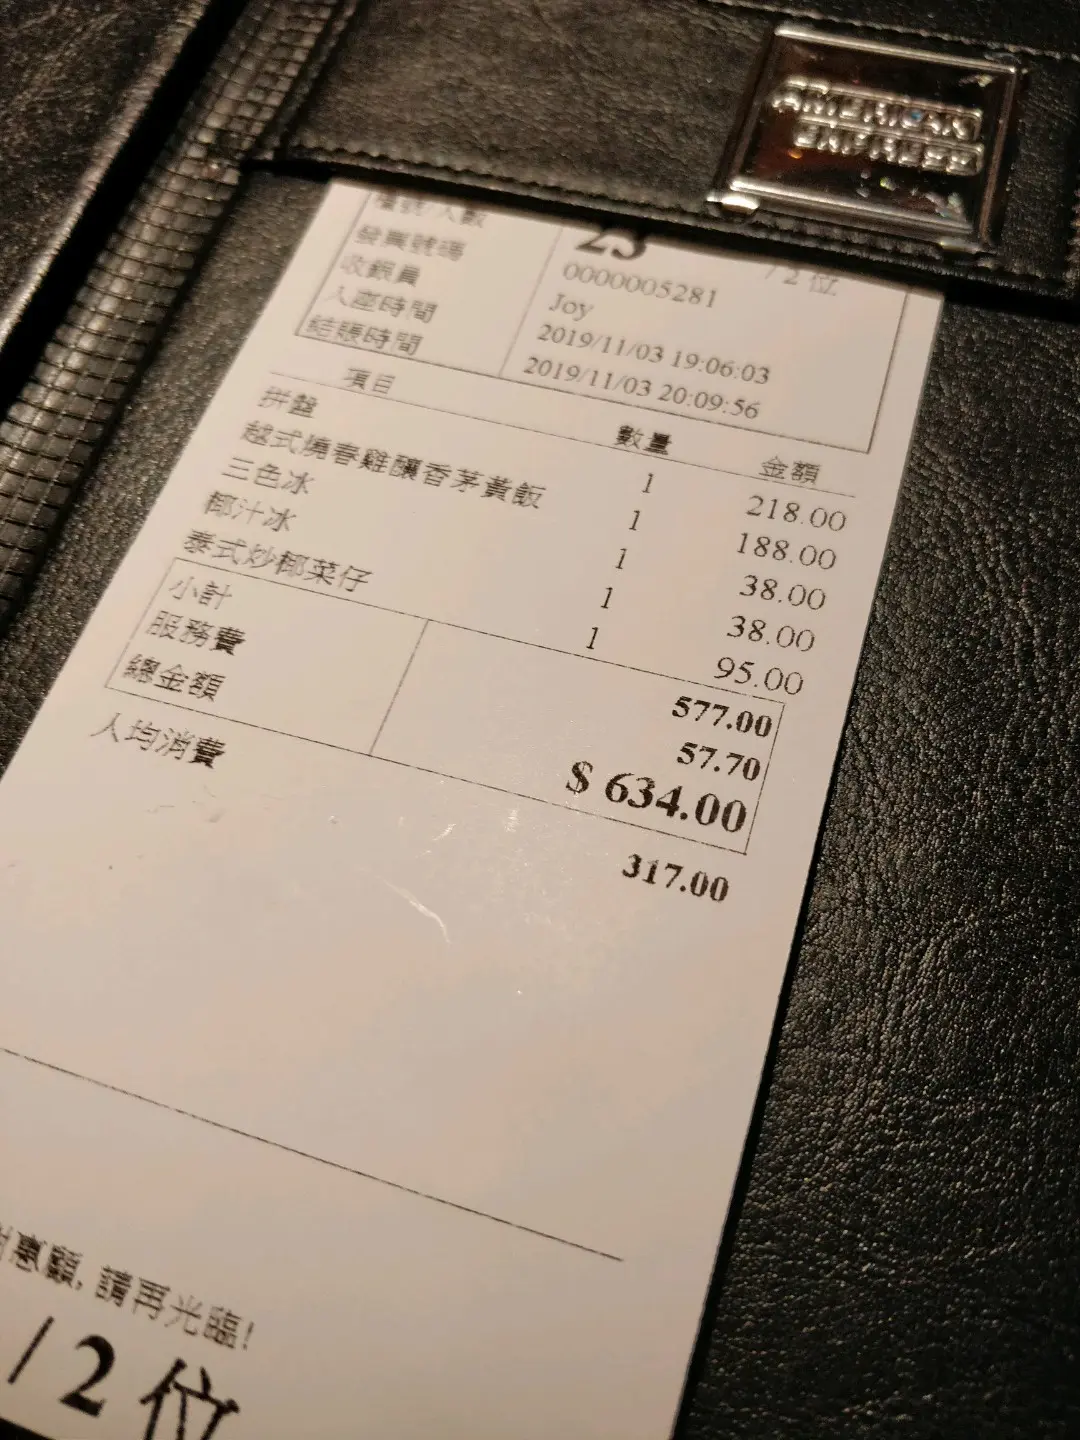 AMERICAN
EXPRESS
檯號/人數 23 / 2 位
發票號碼 0000005281
收銀員 Joy
入座時間 2019/11/03 19:06:03
結賬時間 2019/11/03 20:09:56
項目 數量 金額
拼盤 1 218.00
越式燒春雞釀香茅黃飯 1 188.00
三色冰 1 38.00
椰汁冰 1 38.00
泰式炒椰菜仔 1 95.00
小計 577.00
服務費 57.70
總金額 $ 634.00
人均消費 317.00
謝惠顧, 請再光臨!
/ 2 位